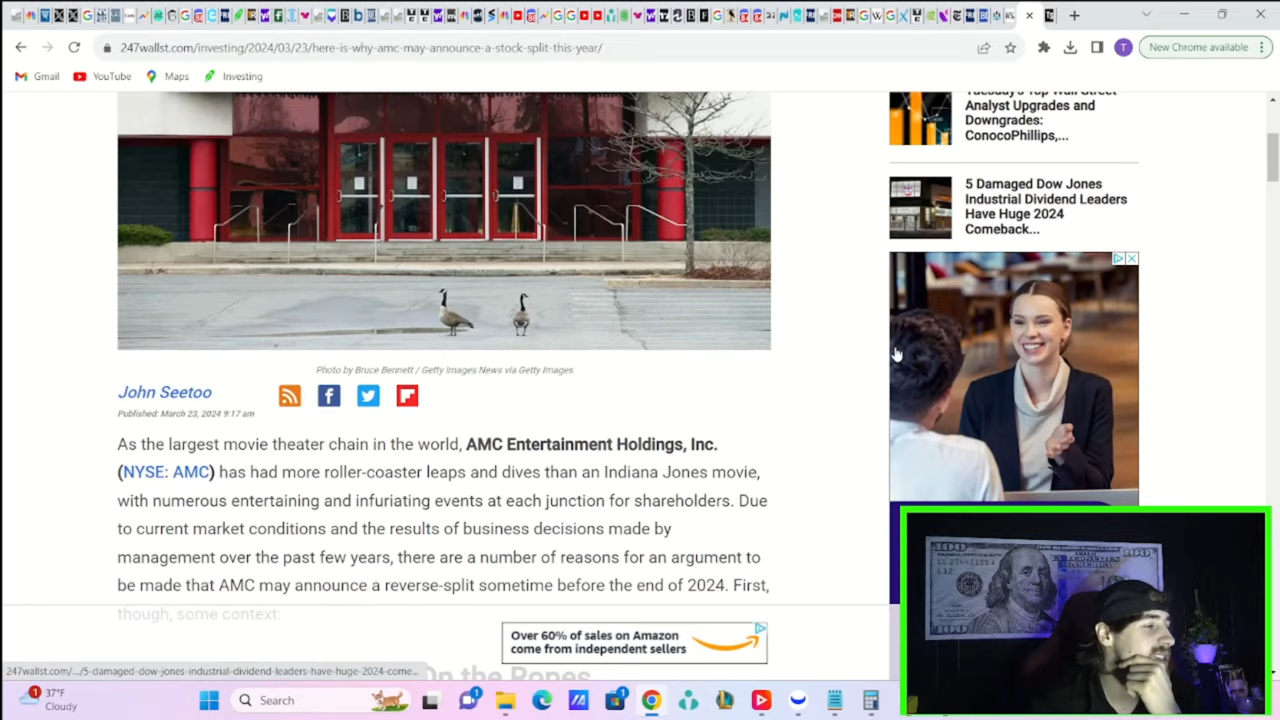 247wallst.com/investing/2024/03/23/here-is-why-amc-may-announce-a-stock-split-this-year/
T
New Chrome available
Gmail
YouTube
Maps
Investing
Tuesday's Top Wall Street
Analyst Upgrades and
Downgrades:
ConocoPhillips,...
5 Damaged Dow Jones
Industrial Dividend Leaders
Have Huge 2024
Comeback...
Photo by Bruce Bennett / Getty Images News via Getty Images
John Seetoo
Published: March 23, 2024 9:17 am
As the largest movie theater chain in the world, AMC Entertainment Holdings, Inc.
(NYSE: AMC) has had more roller-coaster leaps and dives than an Indiana Jones movie,
with numerous entertaining and infuriating events at each junction for shareholders. Due
to current market conditions and the results of business decisions made by
management over the past few years, there are a number of reasons for an argument to
be made that AMC may announce a reverse-split sometime before the end of 2024. First,
though, some context:
Over 60% of sales on Amazon
come from independent sellers
On the Ropes
247wallst.com/.../5-damaged-dow-jones-industrial-dividend-leaders-have-huge-2024-come...
1
37°F
Cloudy
Search
1
1
100
100
100